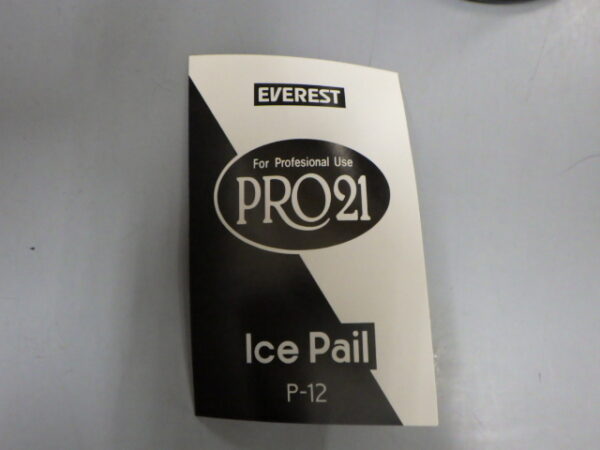 EVEREST
For Profesional Use
PRO21
Ice Pail
P-12